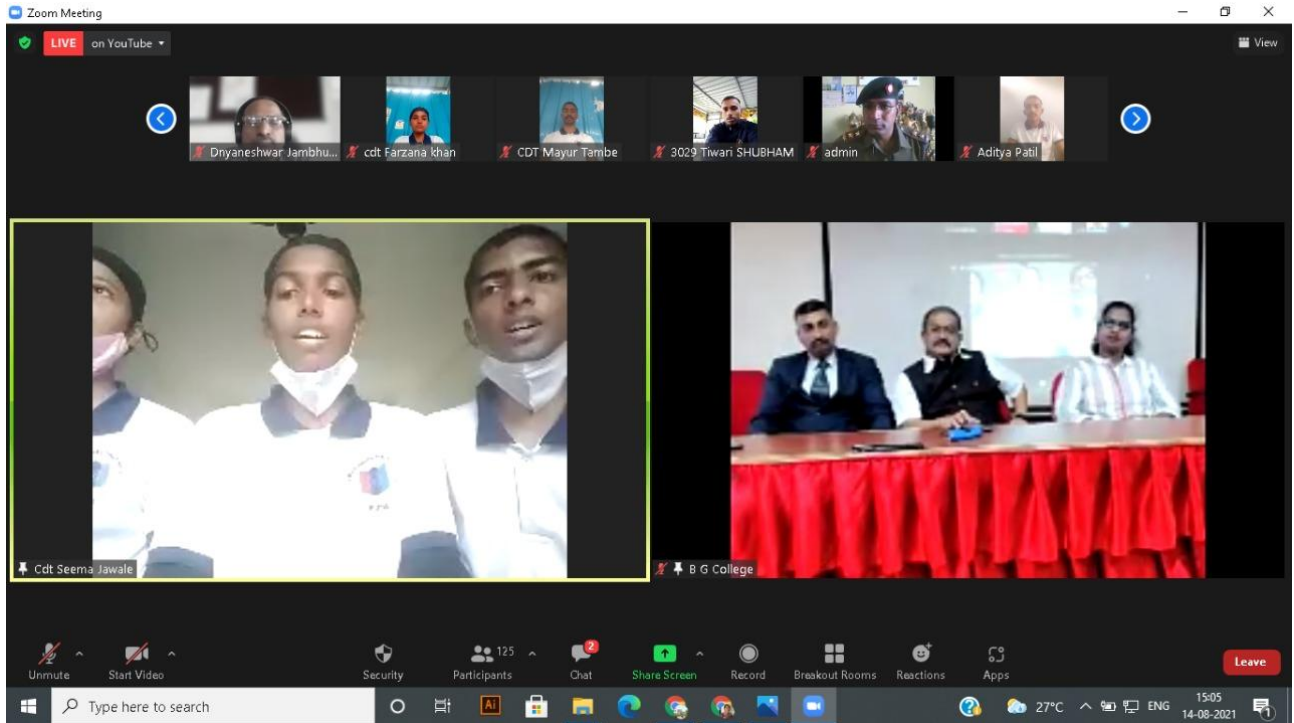 Zoom Meeting
LIVE on YouTube
View
Dnyaneshwar Jambhu...
cdt Farzana khan
CDT Mayur Tambe
3029 Tiwari SHUBHAM
admin
Aditya Patil
Cdt Seema Jawale
B G College
Unmute
Start Video
Security
125
Participants
2
Chat
Share Screen
Record
Breakout Rooms
Reactions
Apps
Leave
Type here to search
Ai
27°C
ENG
15:05
14-08-2021
1